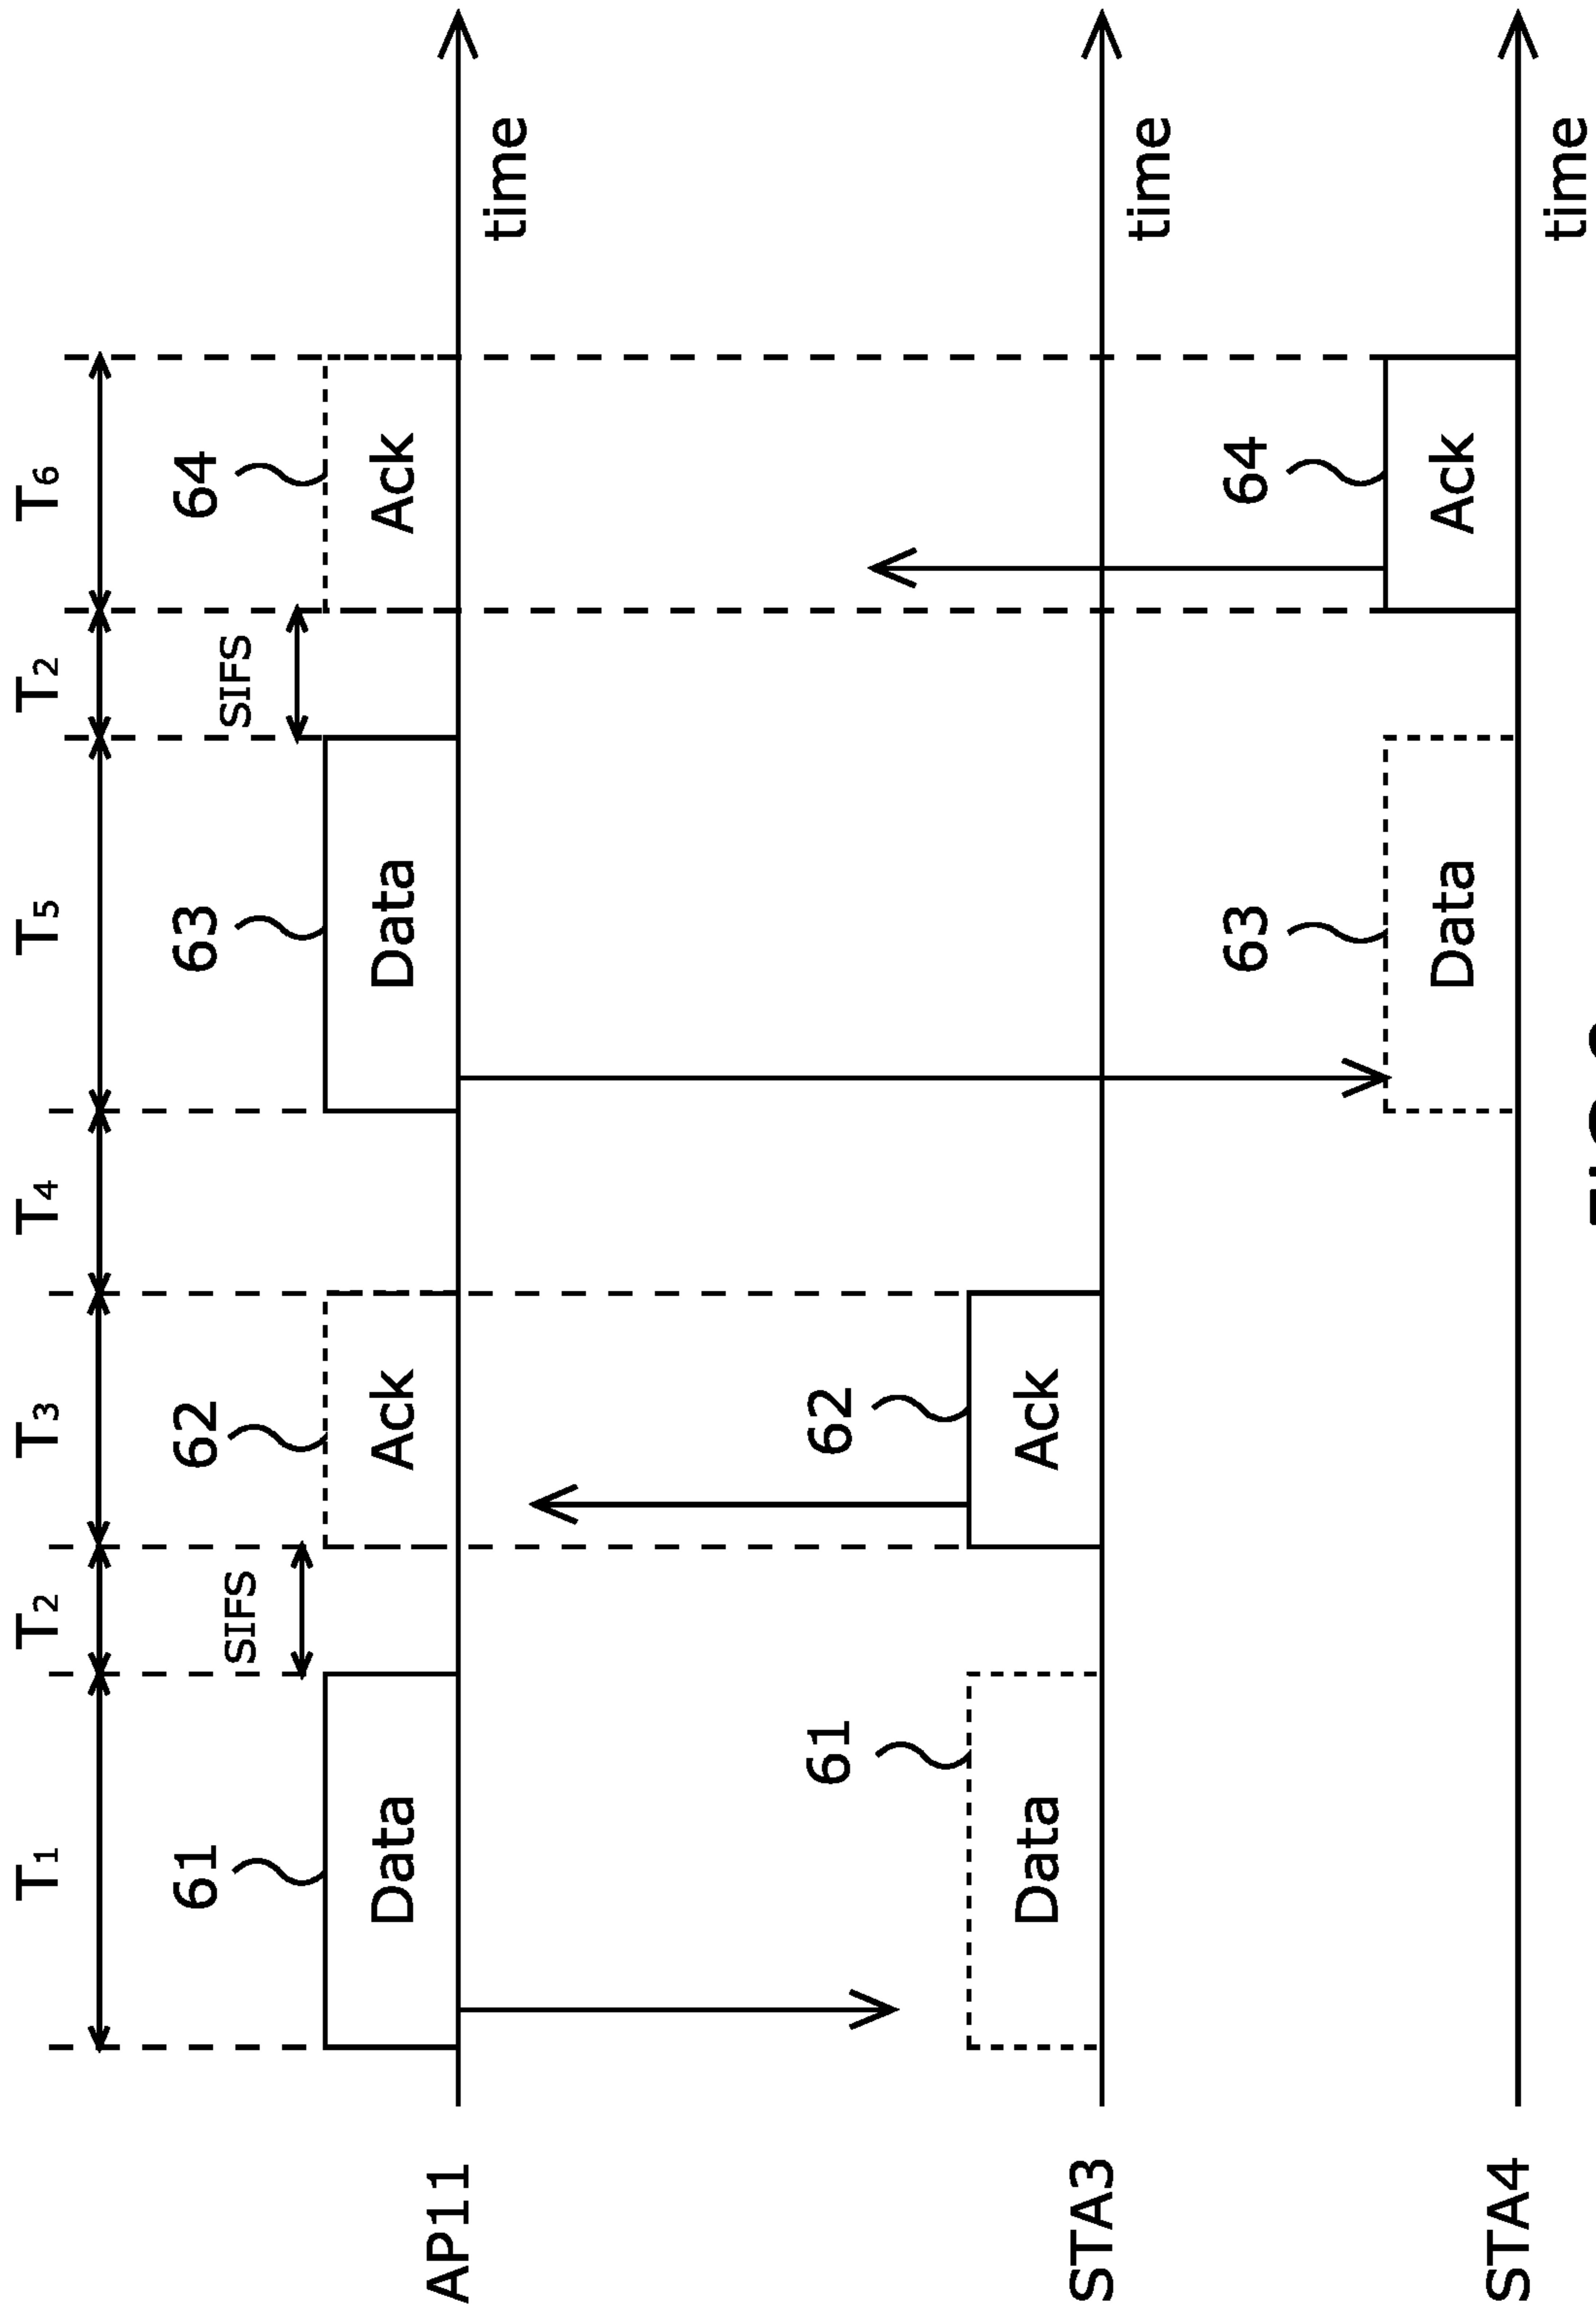 T1 T2 T3 T4 T5 T2 T6
61 SIFS 62 63 SIFS 64
AP11 Data Ack Data Ack
time
61 62
STA3 Data Ack
time
63 64
STA4 Data Ack
time